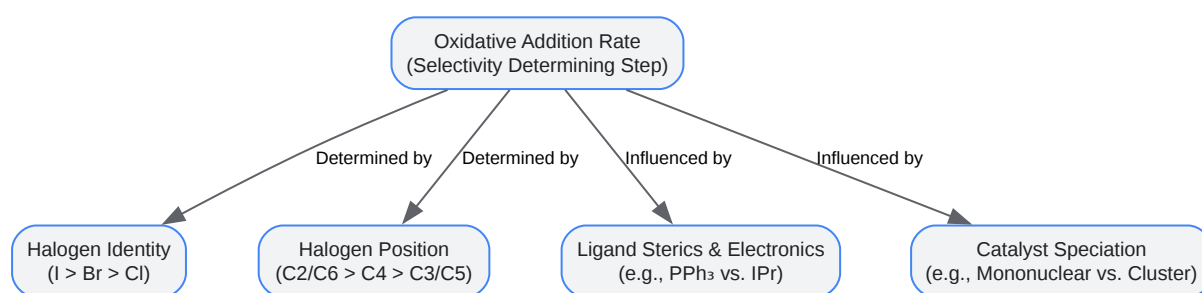 Oxidative Addition Rate
(Selectivity Determining Step)
Determined by
Determined by
Influenced by
Influenced by
Halogen Identity
(I > Br > Cl)
Halogen Position
(C2/C6 > C4 > C3/C5)
Ligand Sterics & Electronics
(e.g., PPh₃ vs. IPr)
Catalyst Speciation
(e.g., Mononuclear vs. Cluster)